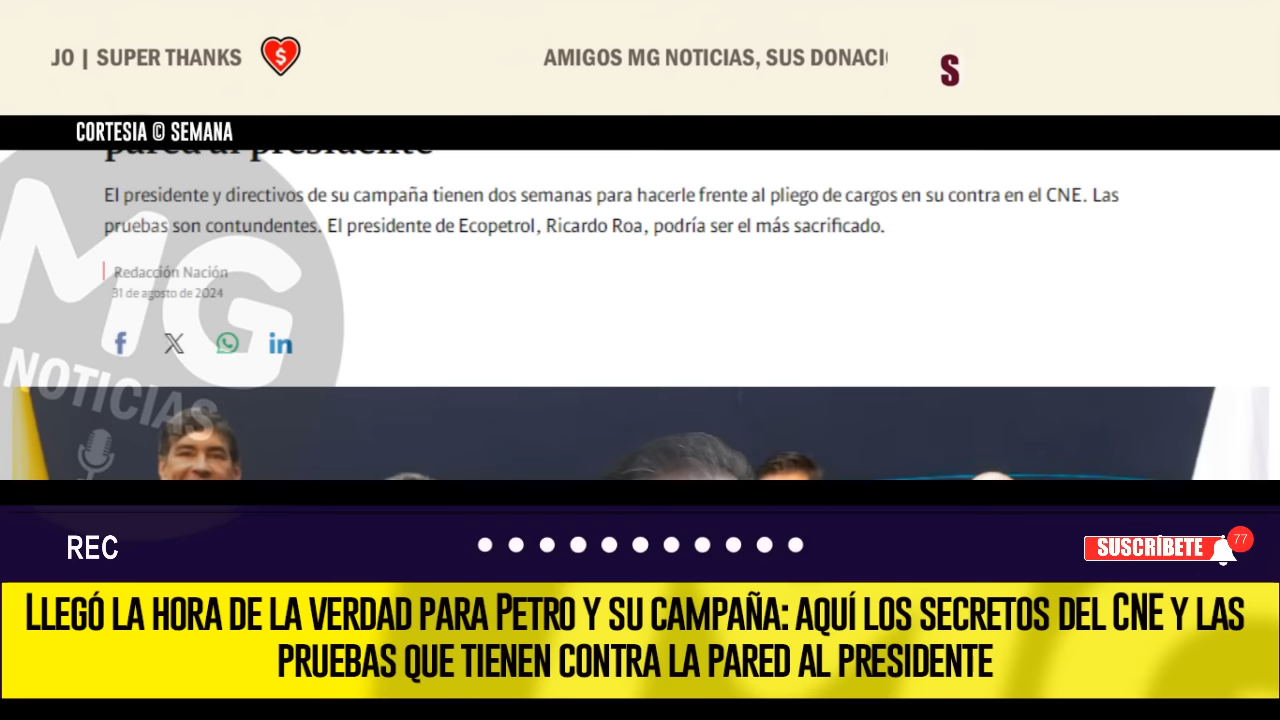 JO | SUPER THANKS
$
AMIGOS MG NOTICIAS, SUS DONACI
S
CORTESIA © SEMANA
pared al presidente
El presidente y directivos de su campaña tienen dos semanas para hacerle frente al pliego de cargos en su contra en el CNE. Las
pruebas son contundentes. El presidente de Ecopetrol, Ricardo Roa, podría ser el más sacrificado.
Redacción Nación
31 de agosto de 2024
MG
NOTICIAS
REC
SUSCRÍBETE
77
LLEGÓ LA HORA DE LA VERDAD PARA PETRO Y SU CAMPAÑA: AQUÍ LOS SECRETOS DEL CNE Y LAS
PRUEBAS QUE TIENEN CONTRA LA PARED AL PRESIDENTE